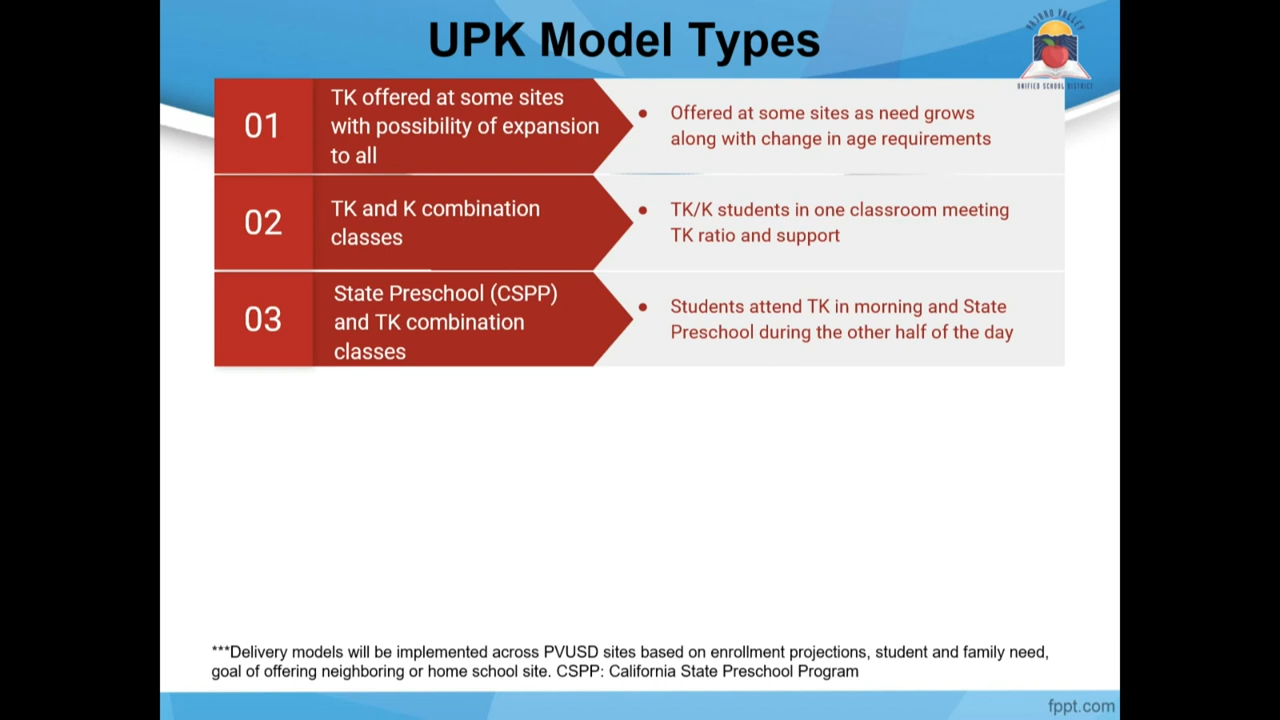 UPK Model Types
PAJARO VALLEY
UNIFIED SCHOOL DISTRICT
01
TK offered at some sites
with possibility of expansion
to all
• Offered at some sites as need grows
along with change in age requirements
02
TK and K combination
classes
• TK/K students in one classroom meeting
TK ratio and support
03
State Preschool (CSPP)
and TK combination
classes
• Students attend TK in morning and State
Preschool during the other half of the day
***Delivery models will be implemented across PVUSD sites based on enrollment projections, student and family need,
goal of offering neighboring or home school site. CSPP: California State Preschool Program
fppt.com